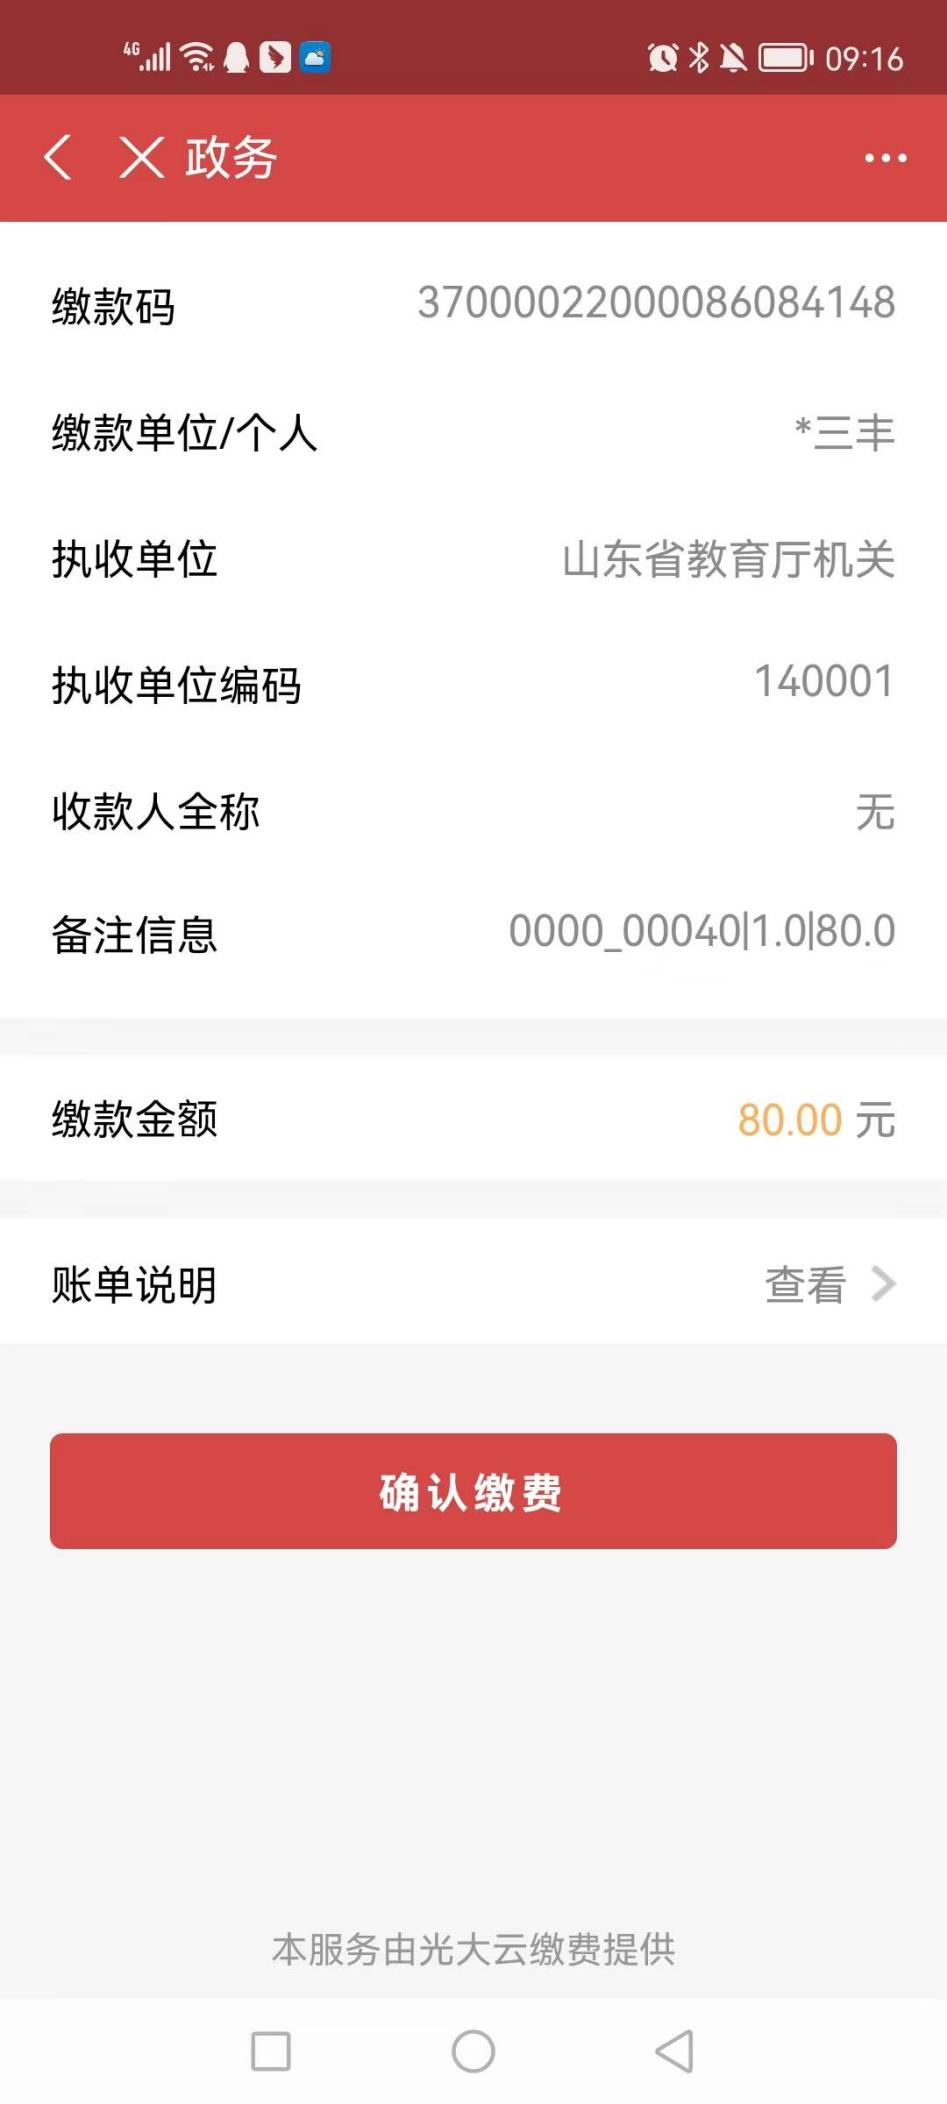 4G 09:16
政务
缴款码 37000022000086084148
缴款单位/个人 *三丰
执收单位 山东省教育厅机关
执收单位编码 140001
收款人全称 无
备注信息 0000_00040|1.0|80.0
缴款金额 80.00 元
账单说明 查看
确认缴费
本服务由光大云缴费提供